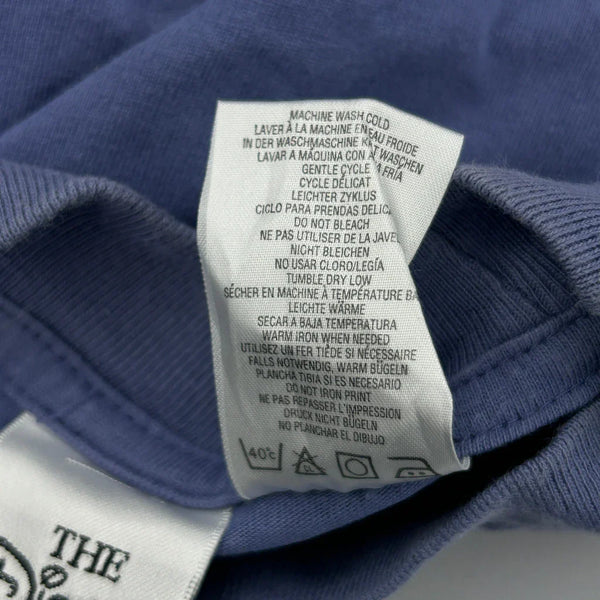 MACHINE WASH COLD
LAVER À LA MACHINE EN EAU FROIDE
IN DER WASCHMASCHINE WASCHEN
LAVAR A MÁQUINA CON A FRÍA
GENTLE CYCLE
CYCLE DÉLICAT
LEICHTER ZYKLUS
CICLO PARA PRENDAS DELIC
DO NOT BLEACH
NE PAS UTILISER DE LA JAVEL
NICHT BLEICHEN
NO USAR CLORO/LEGÍA
TUMBLE DRY LOW
SÉCHER EN MACHINE À TEMPÉRATURE BA
LEICHTE WÄRME
SECAR A BAJA TEMPERATURA
WARM IRON WHEN NEEDED
UTILISEZ UN FER TIÈDE SI NÉCESSAIRE
FALLS NOTWENDIG, WARM BÜGELN
PLANCHA TIBIA SI ES NECESARIO
DO NOT IRON PRINT
NE PAS REPASSER L'IMPRESSION
DRUCK NICHT BÜGELN
NO PLANCHAR EL DIBUJO
40°C
THE